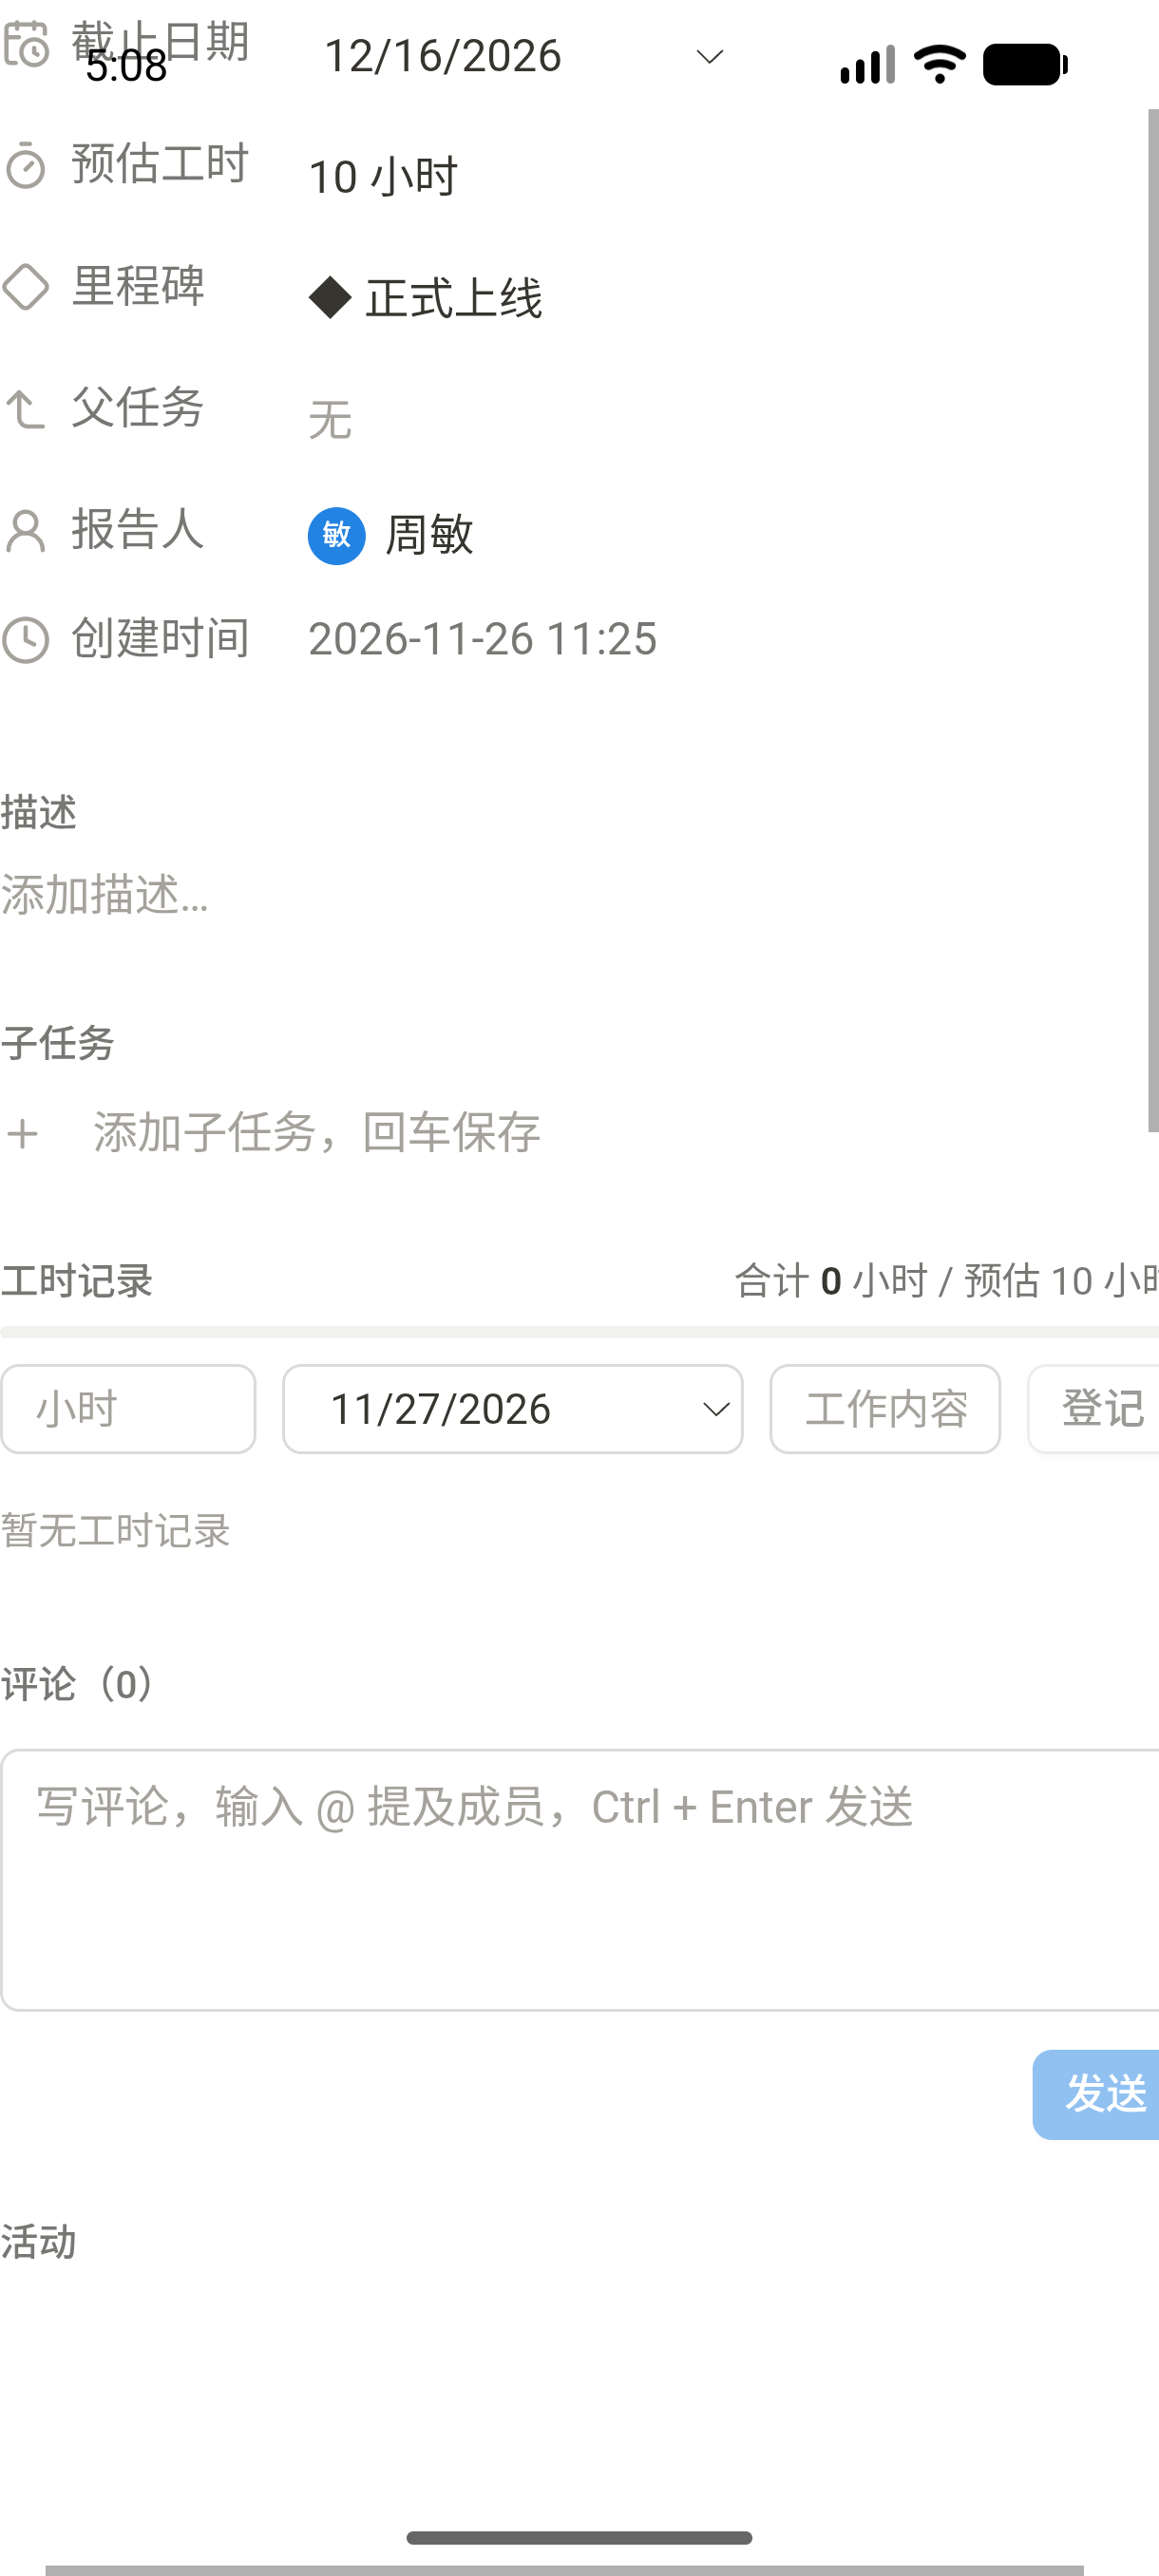 截止日期 12/16/2026
5:08
预估工时 10 小时
里程碑 正式上线
父任务 无
报告人 敏 周敏
创建时间 2026-11-26 11:25
描述
添加描述...
子任务
+ 添加子任务，回车保存
工时记录 合计 0 小时 / 预估 10 小时
小时 11/27/2026 工作内容 登记
暂无工时记录
评论（0）
写评论，输入 @ 提及成员，Ctrl + Enter 发送
发送
活动